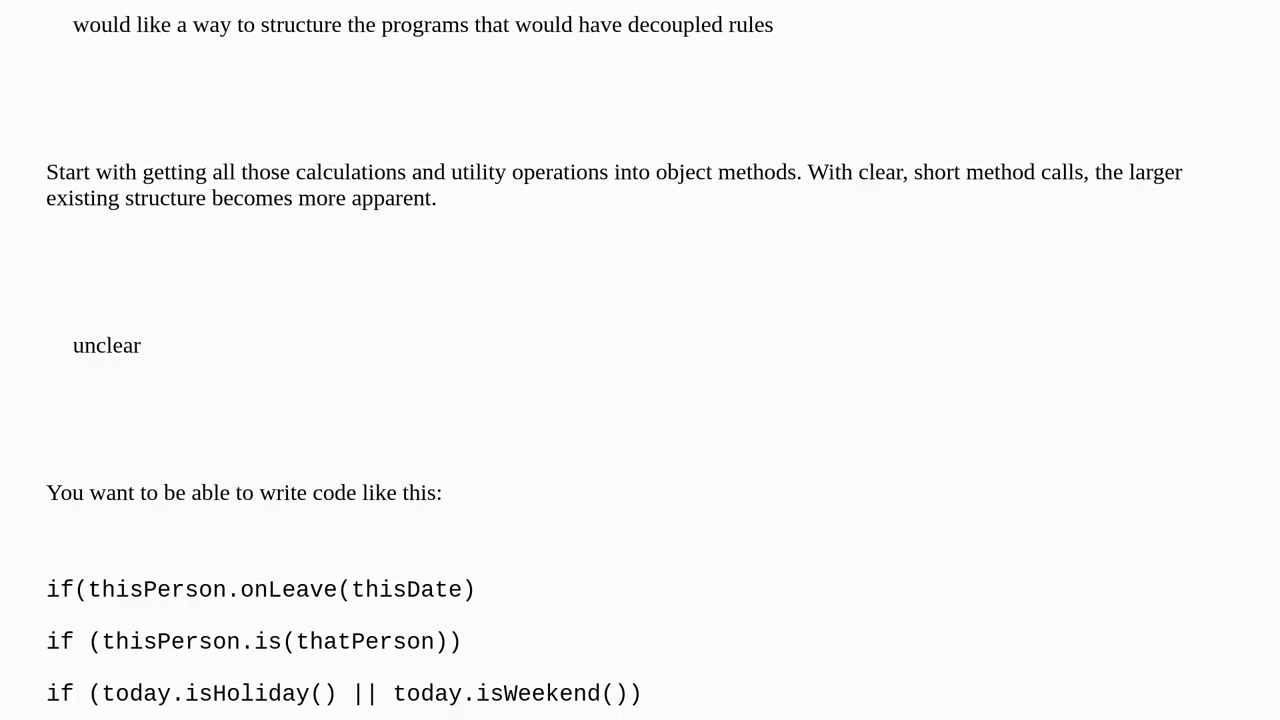 would like a way to structure the programs that would have decoupled rules
Start with getting all those calculations and utility operations into object methods. With clear, short method calls, the larger
existing structure becomes more apparent.
unclear
You want to be able to write code like this:
if(thisPerson.onLeave(thisDate)
if (thisPerson.is(thatPerson))
if (today.isHoliday() || today.isWeekend())